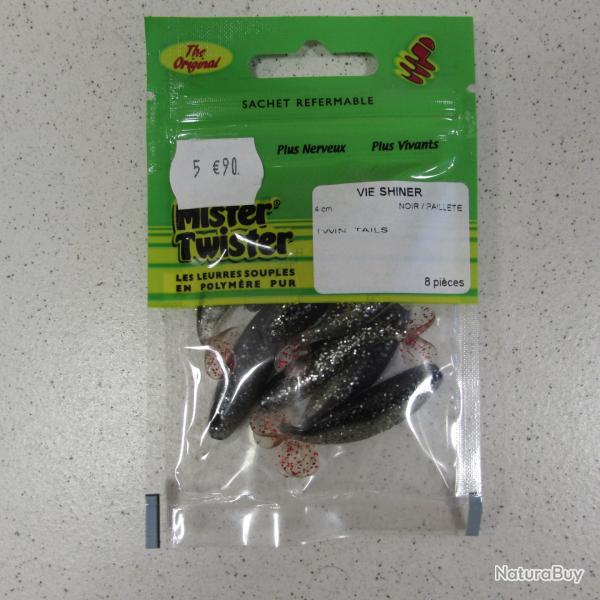 The
Original
SACHET REFERMABLE
Plus Nerveux Plus Vivants
5 €90.
VIE SHINER
4 cm NOIR / PAILLETE
TWIN TAILS
8 pièces
Mister®
Twister
LES LEURRES SOUPLES
EN POLYMÈRE PUR
NaturaBuy